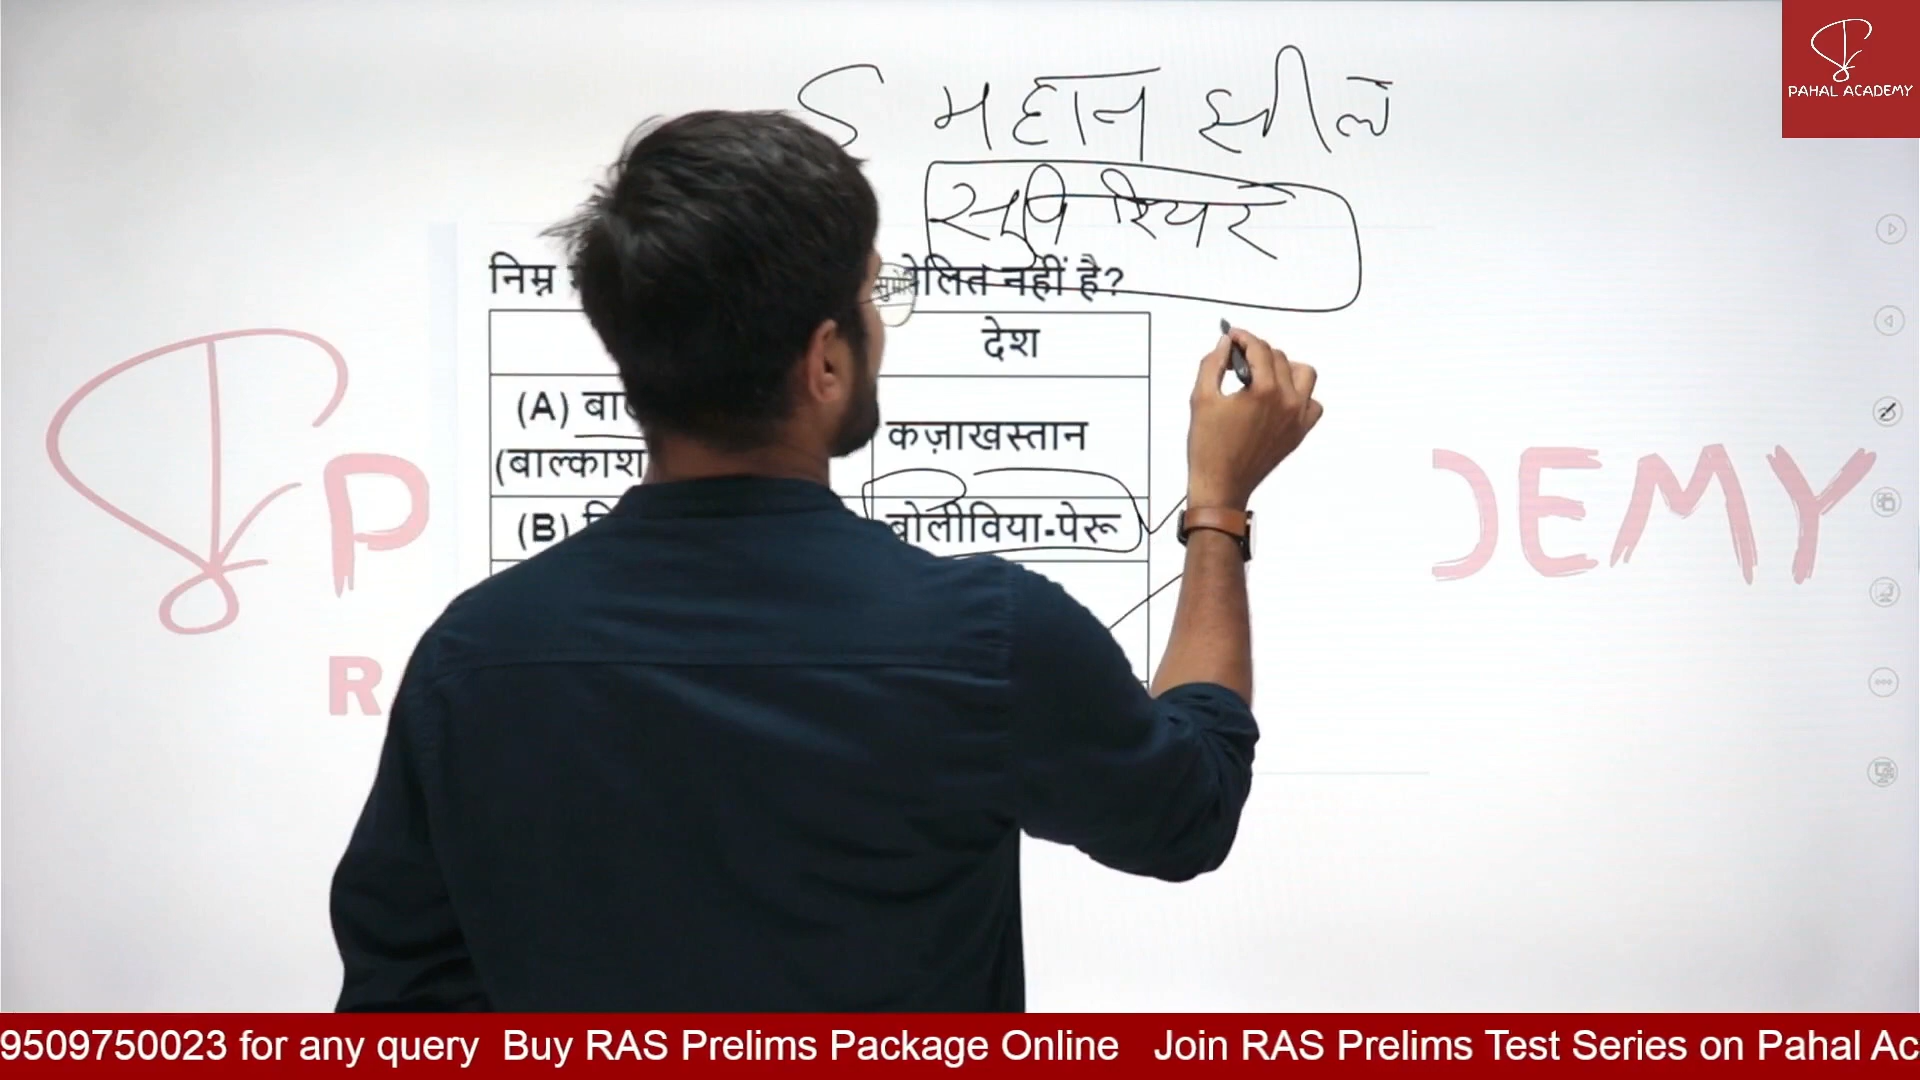 5 महान झील
सुपिरियर
PAHAL ACADEMY
निम्न सुमेलित नहीं है?
देश
(A)
(बाल्काश
कज़ाखस्तान
(B)
बोलीविया-पेरू
P DEMY
R
9509750023 for any query Buy RAS Prelims Package Online Join RAS Prelims Test Series on Pahal Ac